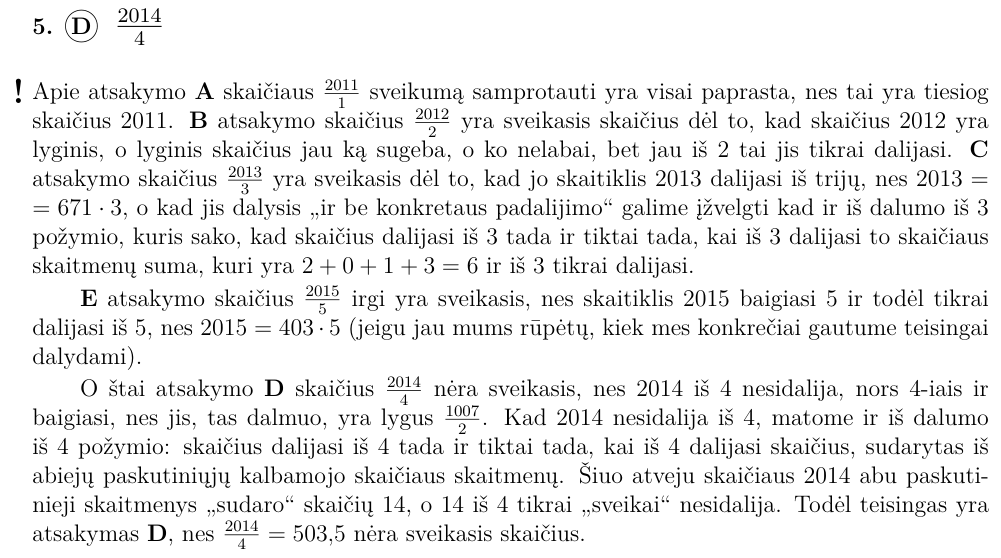 5. D 2014/4
! Apie atsakymo A skaičiaus 2011/1 sveikumą samprotauti yra visai paprasta, nes tai yra tiesiog
skaičius 2011. B atsakymo skaičius 2012/2 yra sveikasis skaičius dėl to, kad skaičius 2012 yra
lyginis, o lyginis skaičius jau ką sugeba, o ko nelabai, bet jau iš 2 tai jis tikrai dalijasi. C
atsakymo skaičius 2013/3 yra sveikasis dėl to, kad jo skaitiklis 2013 dalijasi iš trijų, nes 2013 =
= 671 · 3, o kad jis dalysis „ir be konkretaus padalijimo“ galime įžvelgti kad ir iš dalumo iš 3
požymio, kuris sako, kad skaičius dalijasi iš 3 tada ir tiktai tada, kai iš 3 dalijasi to skaičiaus
skaitmenų suma, kuri yra 2 + 0 + 1 + 3 = 6 ir iš 3 tikrai dalijasi.
E atsakymo skaičius 2015/5 irgi yra sveikasis, nes skaitiklis 2015 baigiasi 5 ir todėl tikrai
dalijasi iš 5, nes 2015 = 403 · 5 (jeigu jau mums rūpėtų, kiek mes konkrečiai gautume teisingai
dalydami).
O štai atsakymo D skaičius 2014/4 nėra sveikasis, nes 2014 iš 4 nesidalija, nors 4-iais ir
baigiasi, nes jis, tas dalmuo, yra lygus 1007/2. Kad 2014 nesidalija iš 4, matome ir iš dalumo
iš 4 požymio: skaičius dalijasi iš 4 tada ir tiktai tada, kai iš 4 dalijasi skaičius, sudarytas iš
abiejų paskutiniųjų kalbamojo skaičiaus skaitmenų. Šiuo atveju skaičiaus 2014 abu paskuti-
nieji skaitmenys „sudaro“ skaičių 14, o 14 iš 4 tikrai „sveikai“ nesidalija. Todėl teisingas yra
atsakymas D, nes 2014/4 = 503,5 nėra sveikasis skaičius.